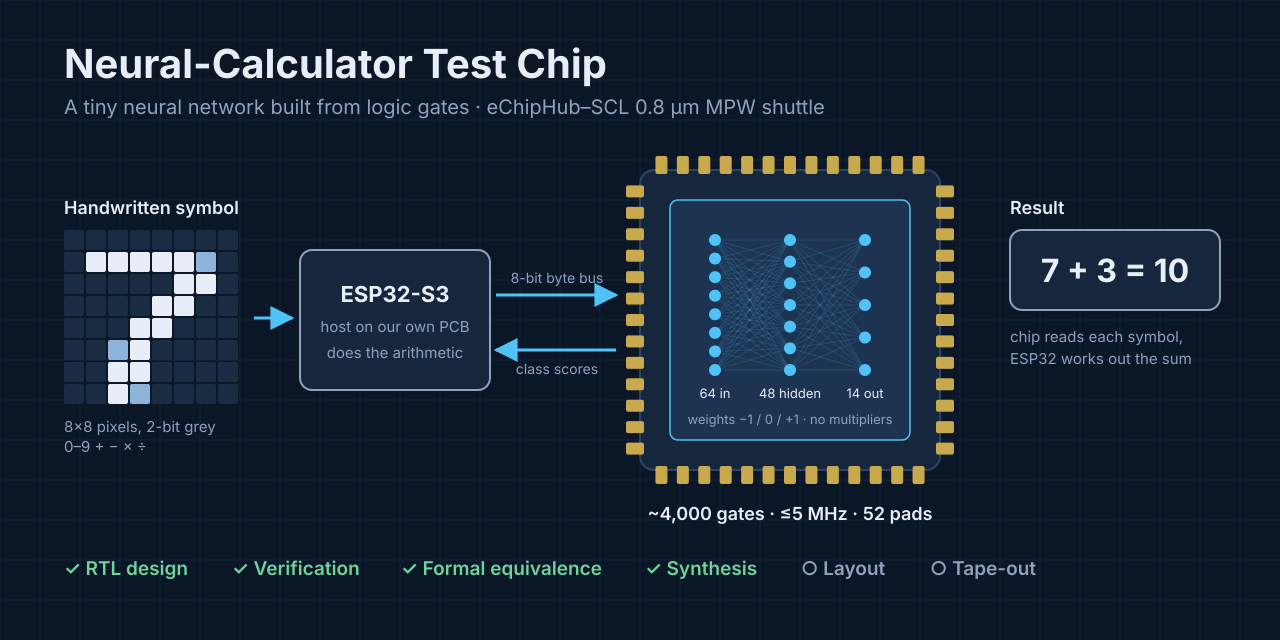 Neural-Calculator Test Chip
A tiny neural network built from logic gates · eChipHub–SCL 0.8 µm MPW shuttle
Handwritten symbol
8×8 pixels, 2-bit grey
0–9 + − × ÷
ESP32-S3
host on our own PCB
does the arithmetic
8-bit byte bus
class scores
64 in
48 hidden
14 out
weights −1 / 0 / +1 · no multipliers
~4,000 gates · ≤5 MHz · 52 pads
Result
7 + 3 = 10
chip reads each symbol,
ESP32 works out the sum
✓ RTL design
✓ Verification
✓ Formal equivalence
✓ Synthesis
○ Layout
○ Tape-out